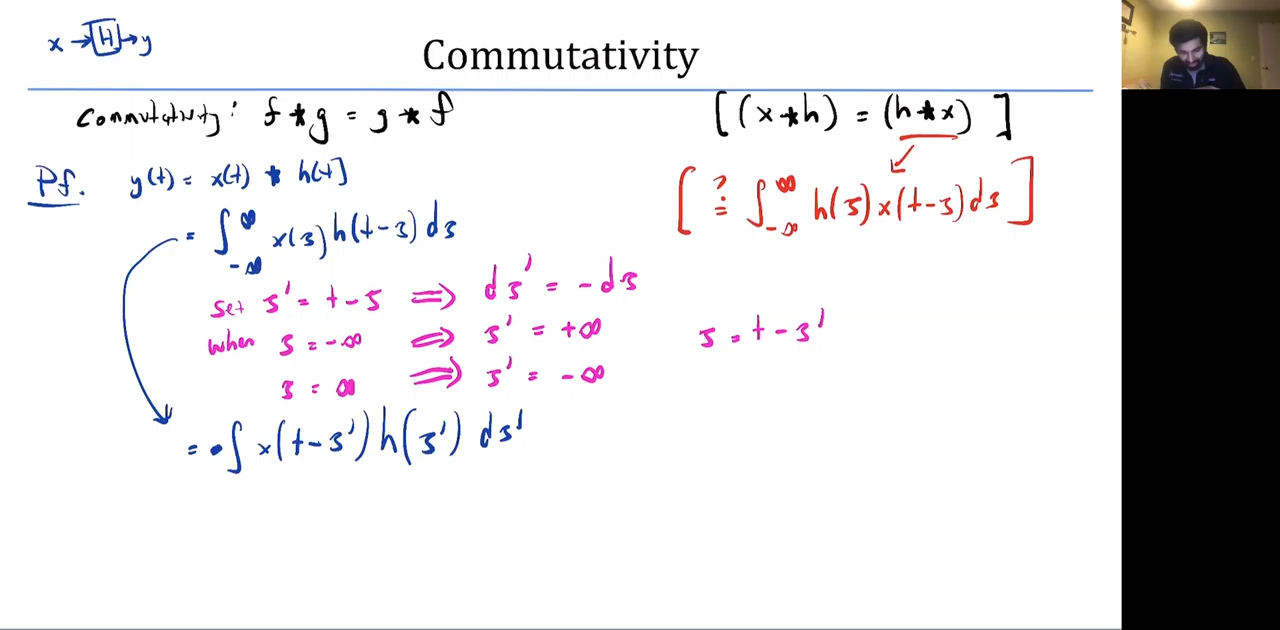 x → H → y
Commutativity
Commutativity: f * g = g * f
[(x * h) = (h * x)]
Pf. y(t) = x(t) * h(t)
= ∫_{-∞}^{∞} x(s) h(t-s) ds
[ ?= ∫_{-∞}^{∞} h(s) x(t-s) ds ]
set s' = t - s ⟹ ds' = -ds
when s = -∞ ⟺ s' = +∞
s = t - s'
s = ∞ ⟹ s' = -∞
= ∫ x(t-s') h(s') ds'